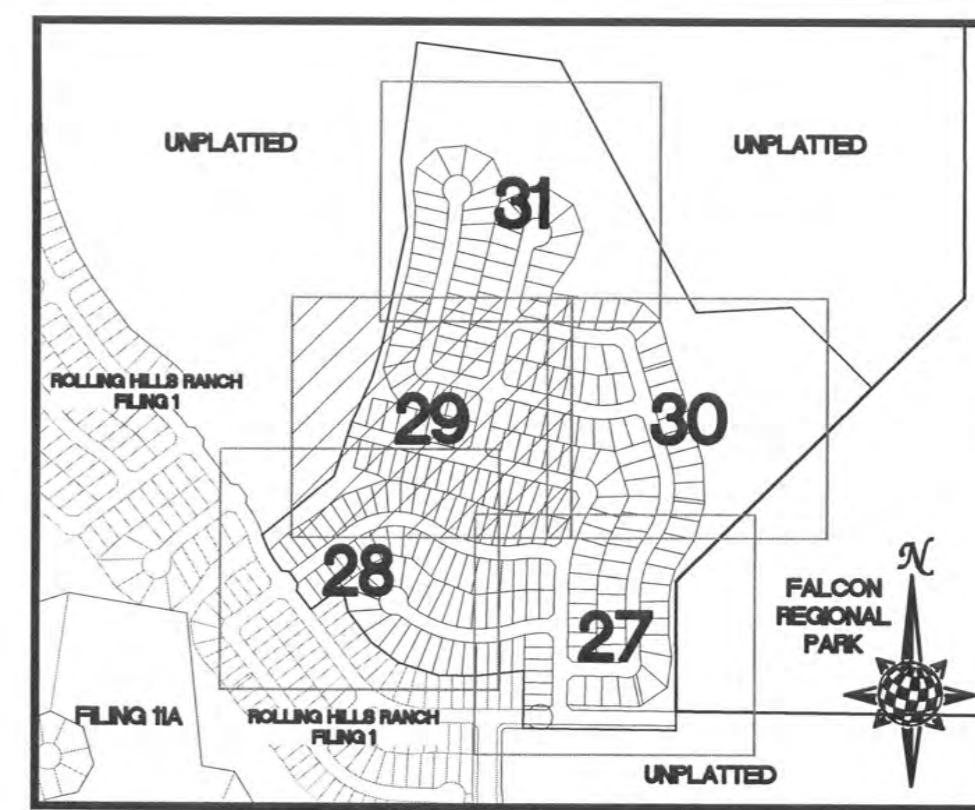 UNPLATTED
UNPLATTED
31
ROLLING HILLS RANCH
FILING 1
29
30
28
27
N
FALCON
REGIONAL
PARK
FILING 11A
ROLLING HILLS RANCH
FILING 1
UNPLATTED